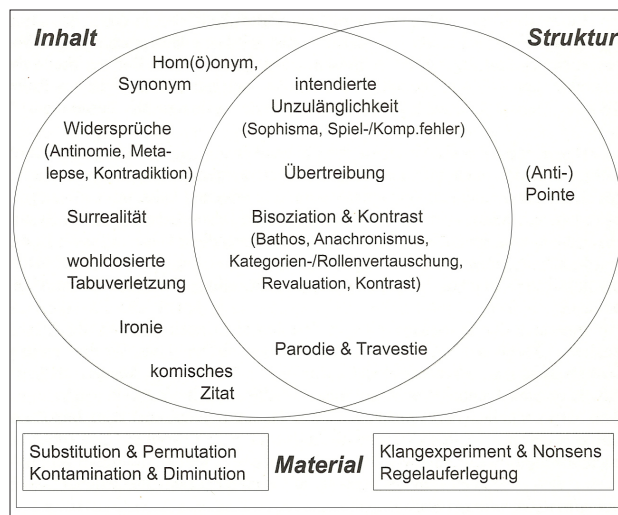 Inhalt
Struktur
Hom(ö)onym,
Synonym
Widersprüche
(Antinomie, Meta-
lepse, Kontradiktion)
Surrealität
wohldosierte
Tabuverletzung
Ironie
komisches
Zitat
intendierte
Unzulänglichkeit
(Sophisma, Spiel-/Komp.fehler)
Übertreibung
Bisoziation & Kontrast
(Bathos, Anachronismus,
Kategorien-/Rollenvertauschung,
Revaluation, Kontrast)
Parodie & Travestie
(Anti-)
Pointe
Substitution & Permutation
Kontamination & Diminution
Material
Klangexperiment & Nonsens
Regelauferlegung